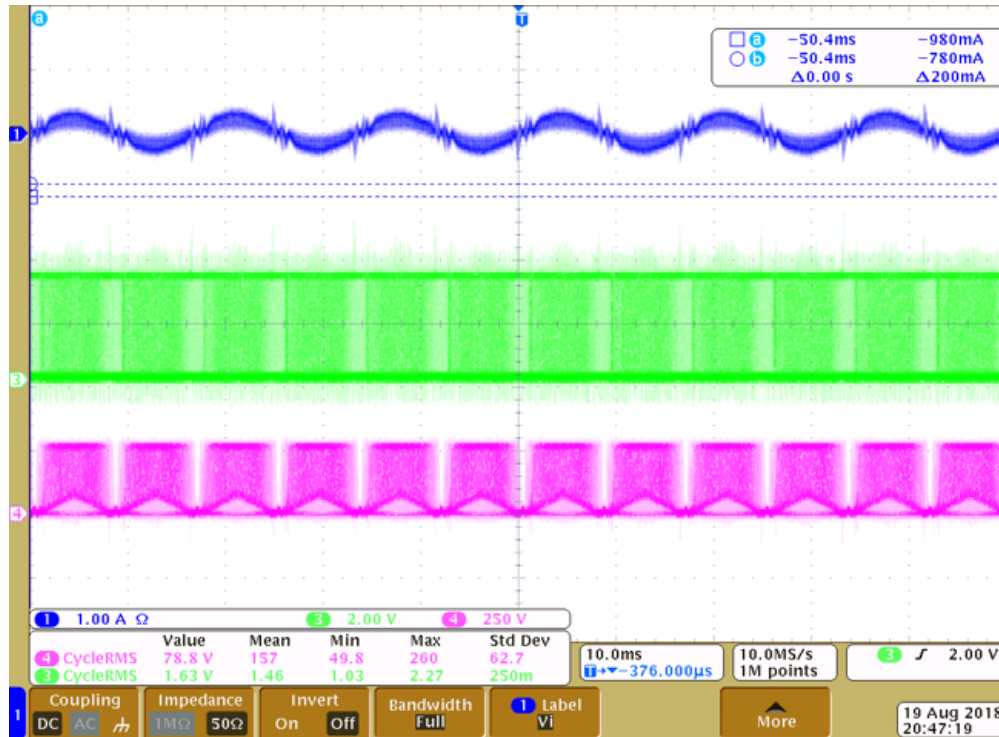 a
T
a −50.4ms −980mA
b −50.4ms −780mA
Δ0.00 s Δ200mA
1
3
4
1 1.00 A Ω 3 2.00 V 4 250 V
Value Mean Min Max Std Dev
4 CycleRMS 78.8 V 157 49.8 260 62.7
3 CycleRMS 1.63 V 1.46 1.03 2.27 250m
10.0ms
T→▼−376.000µs
10.0MS/s
1M points
3 ƒ 2.00 V
1
Coupling
DC AC
Impedance
1MΩ 50Ω
Invert
On Off
Bandwidth
Full
1 Label
Vi
More
19 Aug 2018
20:47:19